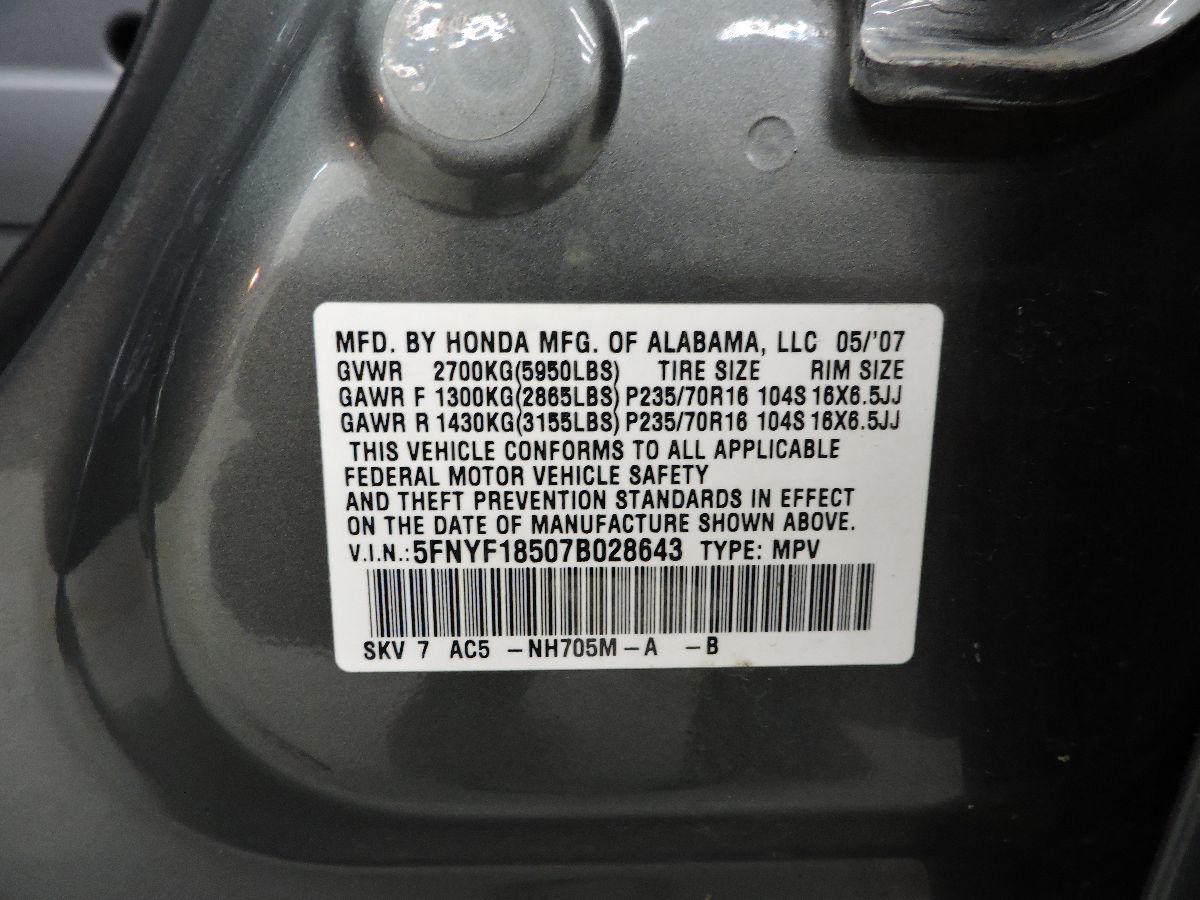 MFD. BY HONDA MFG. OF ALABAMA, LLC 05/'07
GVWR 2700KG(5950LBS) TIRE SIZE RIM SIZE
GAWR F 1300KG(2865LBS) P235/70R16 104S 16X6.5JJ
GAWR R 1430KG(3155LBS) P235/70R16 104S 16X6.5JJ
THIS VEHICLE CONFORMS TO ALL APPLICABLE
FEDERAL MOTOR VEHICLE SAFETY
AND THEFT PREVENTION STANDARDS IN EFFECT
ON THE DATE OF MANUFACTURE SHOWN ABOVE.
V.I.N.: 5FNYF18507B028643 TYPE: MPV
SKV 7 AC5 -NH705M-A -B